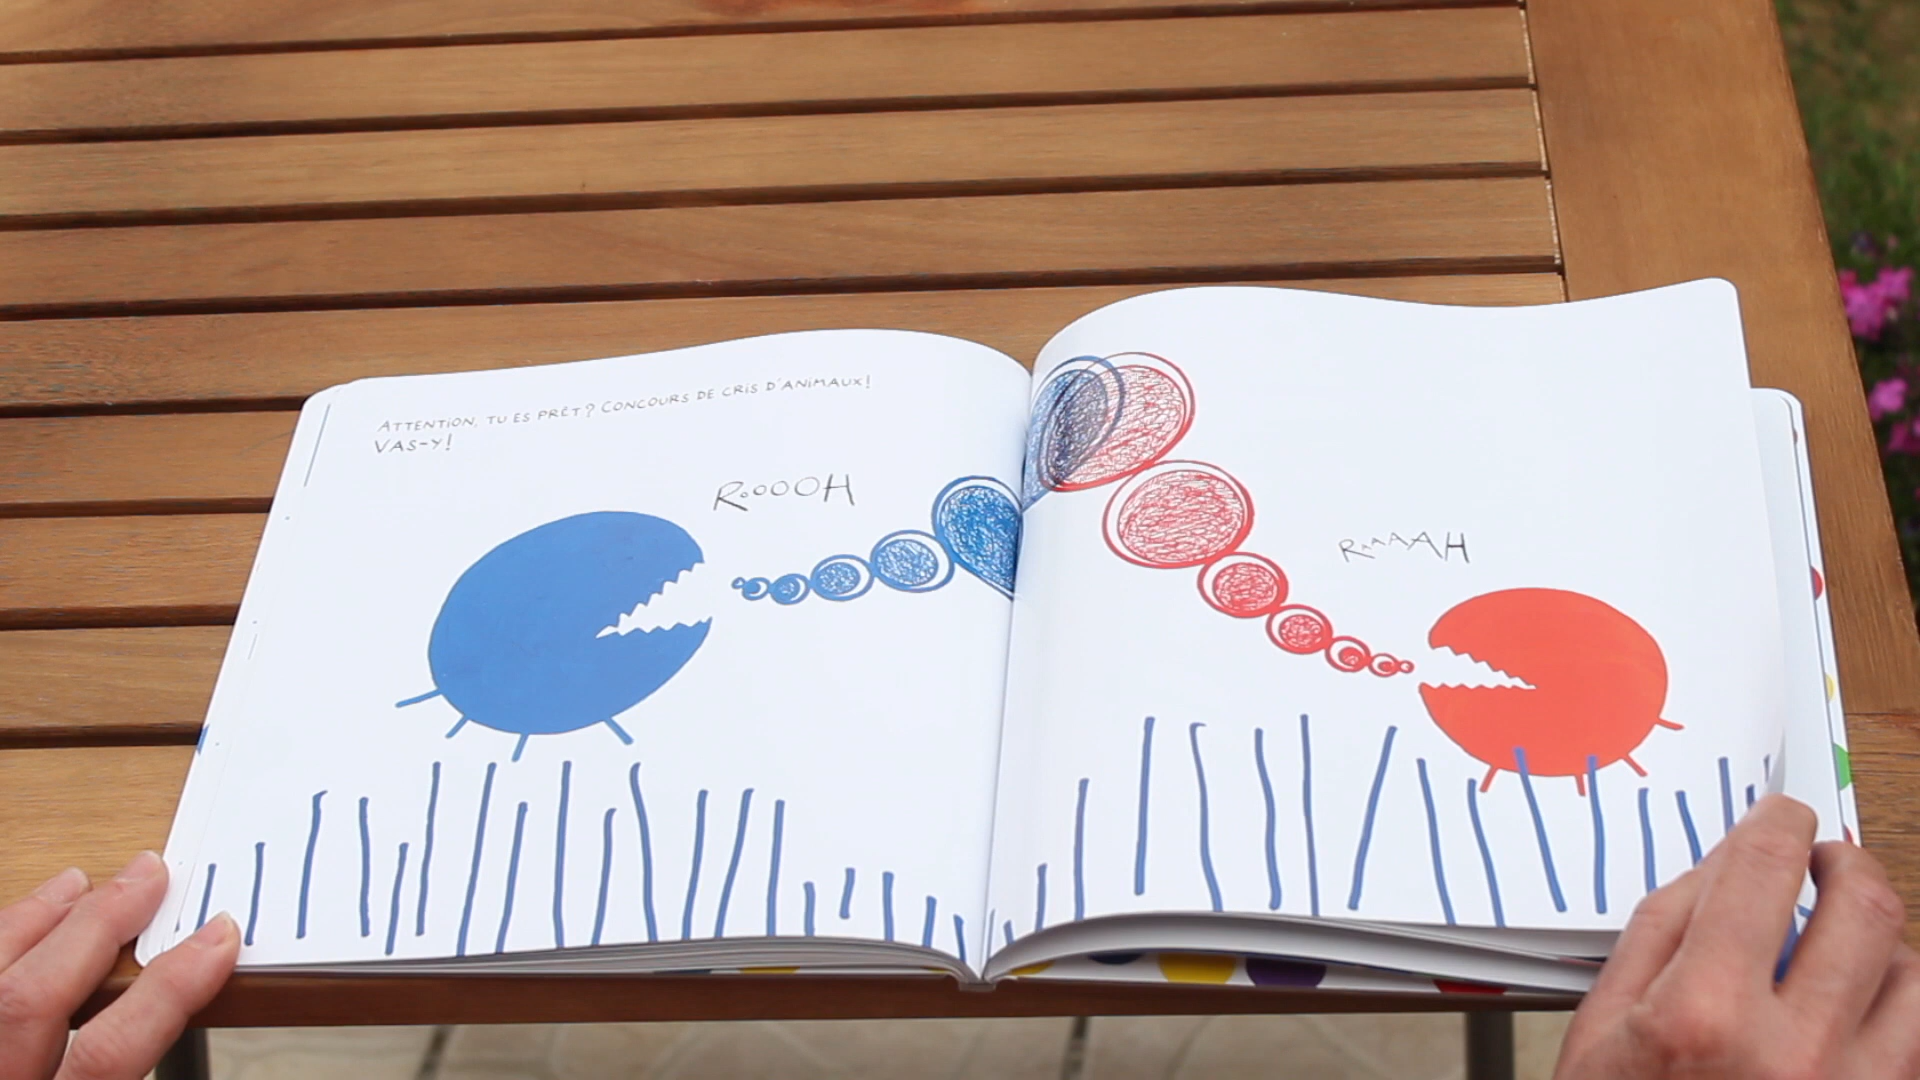 ATTENTION, TU ES PRÊT? CONCOURS DE CRIS D'ANIMAUX!
VAS-Y!
ROOOOH
RAAAAH